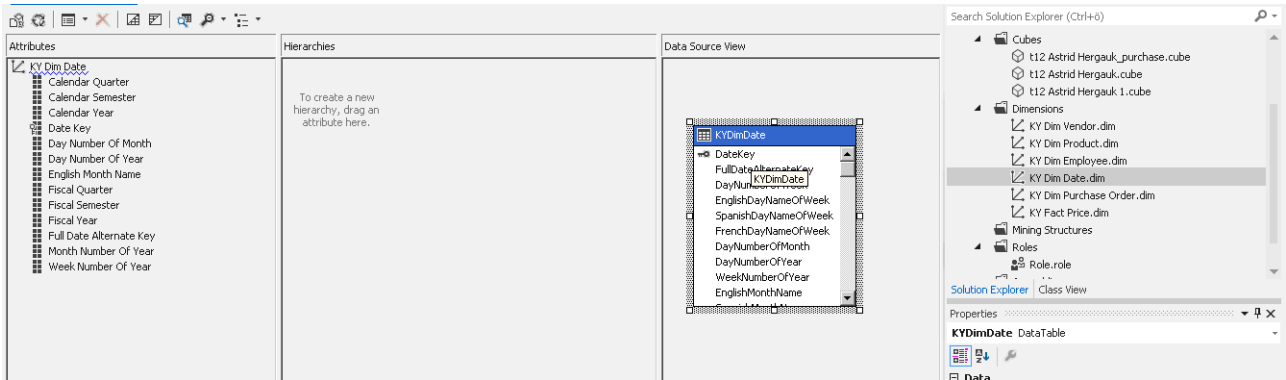 Attributes
KY Dim Date
Calendar Quarter
Calendar Semester
Calendar Year
Date Key
Day Number Of Month
Day Number Of Year
English Month Name
Fiscal Quarter
Fiscal Semester
Fiscal Year
Full Date Alternate Key
Month Number Of Year
Week Number Of Year
Hierarchies
To create a new
hierarchy, drag an
attribute here.
Data Source View
KYDimDate
DateKey
FullDateAlternateKey
KYDimDate
EnglishDayNameOfWeek
SpanishDayNameOfWeek
FrenchDayNameOfWeek
DayNumberOfMonth
DayNumberOfYear
WeekNumberOfYear
EnglishMonthName
Search Solution Explorer (Ctrl+ö)
Cubes
t12 Astrid Hergauk_purchase.cube
t12 Astrid Hergauk.cube
t12 Astrid Hergauk 1.cube
Dimensions
KY Dim Vendor.dim
KY Dim Product.dim
KY Dim Employee.dim
KY Dim Date.dim
KY Dim Purchase Order.dim
KY Fact Price.dim
Mining Structures
Roles
Role.role
Solution Explorer Class View
Properties
KYDimDate DataTable
Data